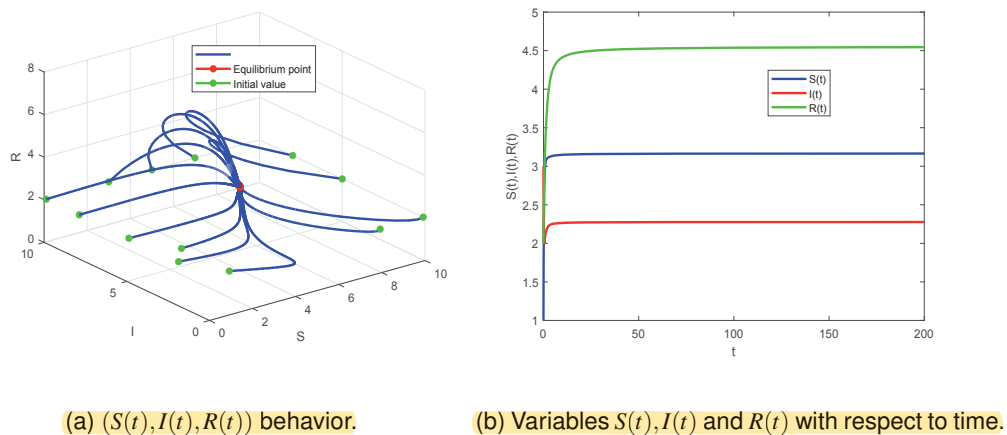 8
6
4
2
0
R
10
5
0
I
0
2
4
6
8
10
S
Equilibrium point
Initial value
5
4.5
4
3.5
3
2.5
2
1.5
1
S(t),I(t),R(t)
0
50
100
150
200
t
S(t)
I(t)
R(t)
(a) (S(t),I(t),R(t)) behavior.
(b) Variables S(t),I(t) and R(t) with respect to time.